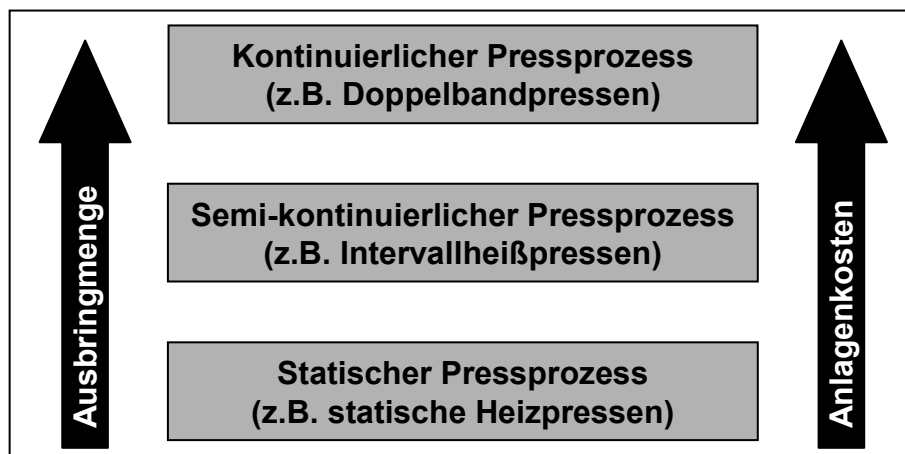 Kontinuierlicher Pressprozess
(z.B. Doppelbandpressen)
Semi-kontinuierlicher Pressprozess
(z.B. Intervallheißpressen)
Statischer Pressprozess
(z.B. statische Heizpressen)
Ausbringmenge
Anlagenkosten